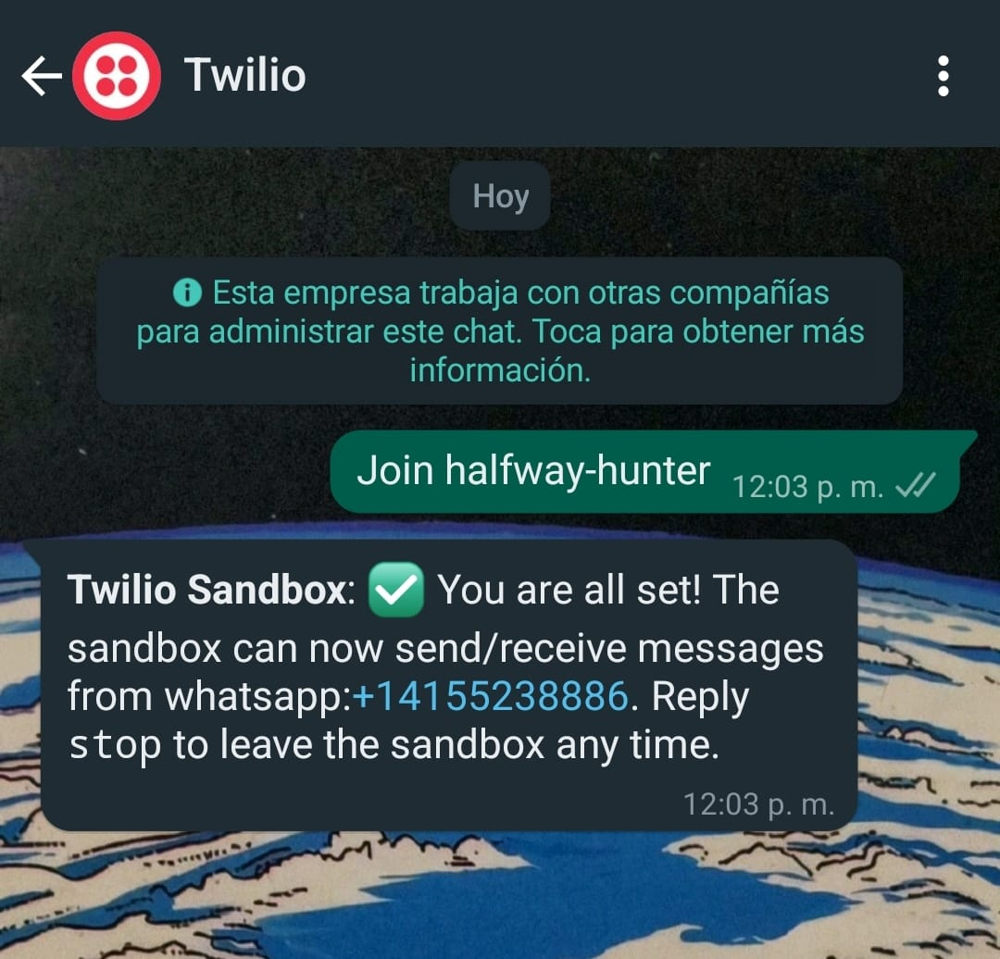 Twilio
Hoy
Esta empresa trabaja con otras compañías
para administrar este chat. Toca para obtener más
información.
Join halfway-hunter 12:03 p. m.
Twilio Sandbox: ✅ You are all set! The
sandbox can now send/receive messages
from whatsapp:+14155238886. Reply
stop to leave the sandbox any time.
12:03 p. m.